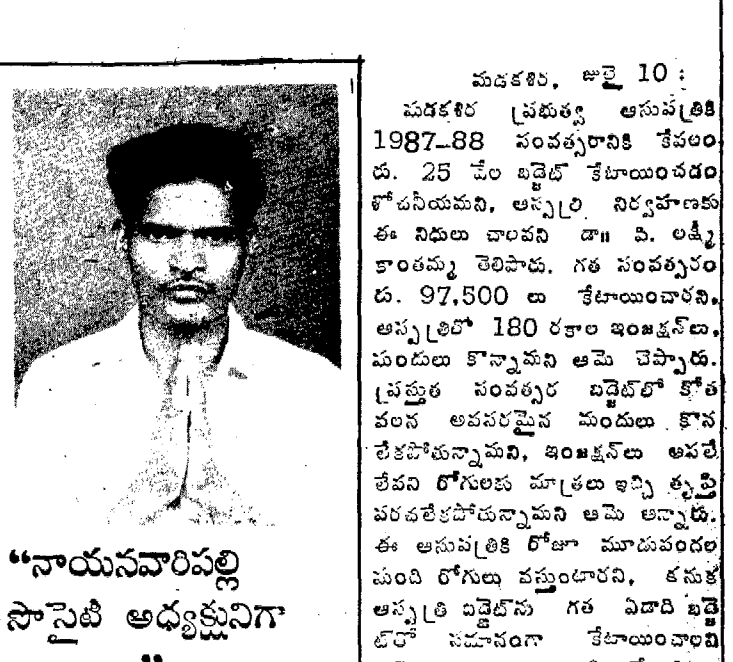 మడకశిర, జులై 10 :
మడకశిర ప్రభుత్వ ఆసుపత్రికి
1987–88 సంవత్సరానికి కేవలం
రు. 25 వేల బడ్జెట్ కేటాయించడం
శోచనీయమని, ఆస్పత్రి నిర్వహణకు
ఈ నిధులు చాలవని డా॥ వి. లక్ష్మీ
కాంతమ్మ తెలిపారు. గత సంవత్సరం
రు. 97,500 లు కేటాయించారని,
ఆస్పత్రిలో 180 రకాల ఇంజక్షన్‌లు,
మందులు కొన్నామని ఆమె చెప్పారు.
ప్రస్తుత సంవత్సర బడ్జెట్‌లో కోత
వలన అవసరమైన మందులు కొన
లేకపోతున్నామని, ఇంజక్షన్‌లు అసలే
లేవని రోగులకు మాత్రలు ఇచ్చి తృప్తి
పరచలేకపోతున్నామని ఆమె అన్నారు.
ఈ ఆసుపత్రికి రోజూ మూడువందల
మంది రోగులు వస్తుంటారని, కనుక
ఆస్పత్రి బడ్జెట్‌ను గత ఏడాది బడ్జె
ట్‌తో సమానంగా కేటాయించాలని
“నాయనవారిపల్లి
సొసైటీ అధ్యక్షునిగా